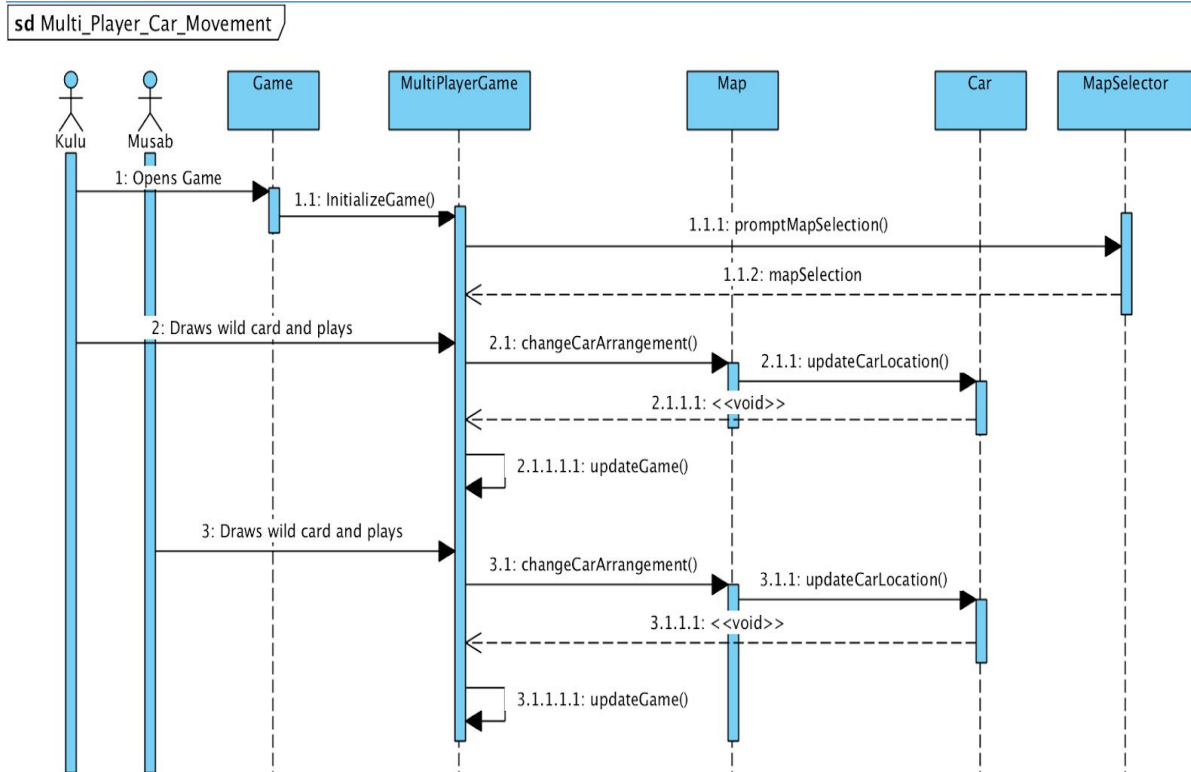 sd Multi_Player_Car_Movement
Kulu
Musab
Game
MultiPlayerGame
Map
Car
MapSelector
1: Opens Game
1.1: InitializeGame()
1.1.1: promptMapSelection()
1.1.2: mapSelection
2: Draws wild card and plays
2.1: changeCarArrangement()
2.1.1: updateCarLocation()
2.1.1.1: <<void>>
2.1.1.1.1: updateGame()
3: Draws wild card and plays
3.1: changeCarArrangement()
3.1.1: updateCarLocation()
3.1.1.1: <<void>>
3.1.1.1.1: updateGame()